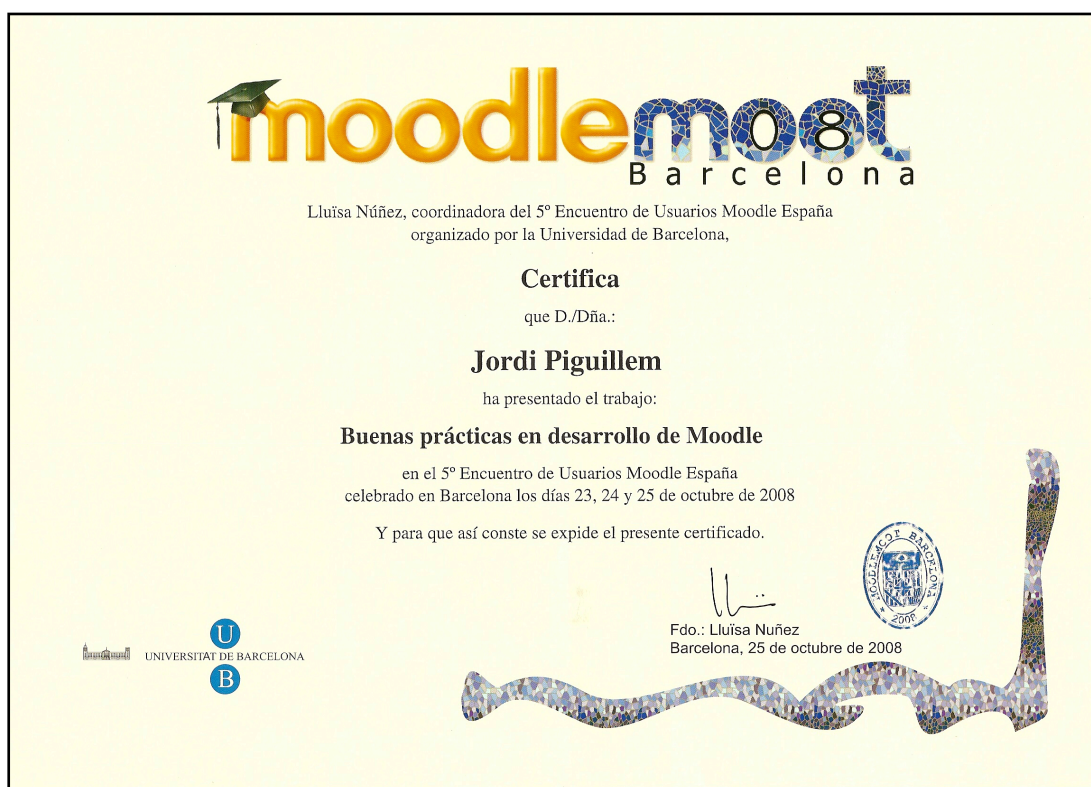 moodlemoot
08
Barcelona
Lluïsa Núñez, coordinadora del 5º Encuentro de Usuarios Moodle España
organizado por la Universidad de Barcelona,
Certifica
que D./Dña.:
Jordi Piguillem
ha presentado el trabajo:
Buenas prácticas en desarrollo de Moodle
en el 5º Encuentro de Usuarios Moodle España
celebrado en Barcelona los días 23, 24 y 25 de octubre de 2008
Y para que así conste se expide el presente certificado.
MOODLEMOOT BARCELONA
2008
Fdo.: Lluïsa Nuñez
Barcelona, 25 de octubre de 2008
U
UNIVERSITAT DE BARCELONA
B